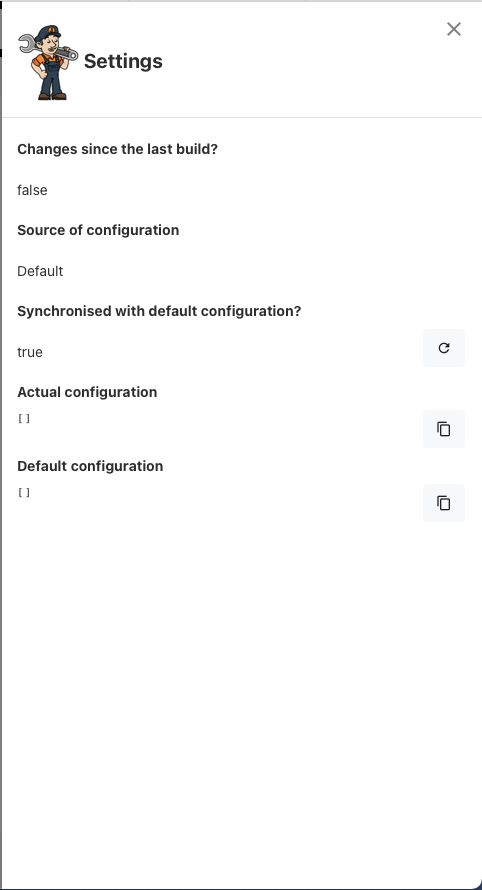 Settings
Changes since the last build?
false
Source of configuration
Default
Synchronised with default configuration?
true
Actual configuration
[]
Default configuration
[]